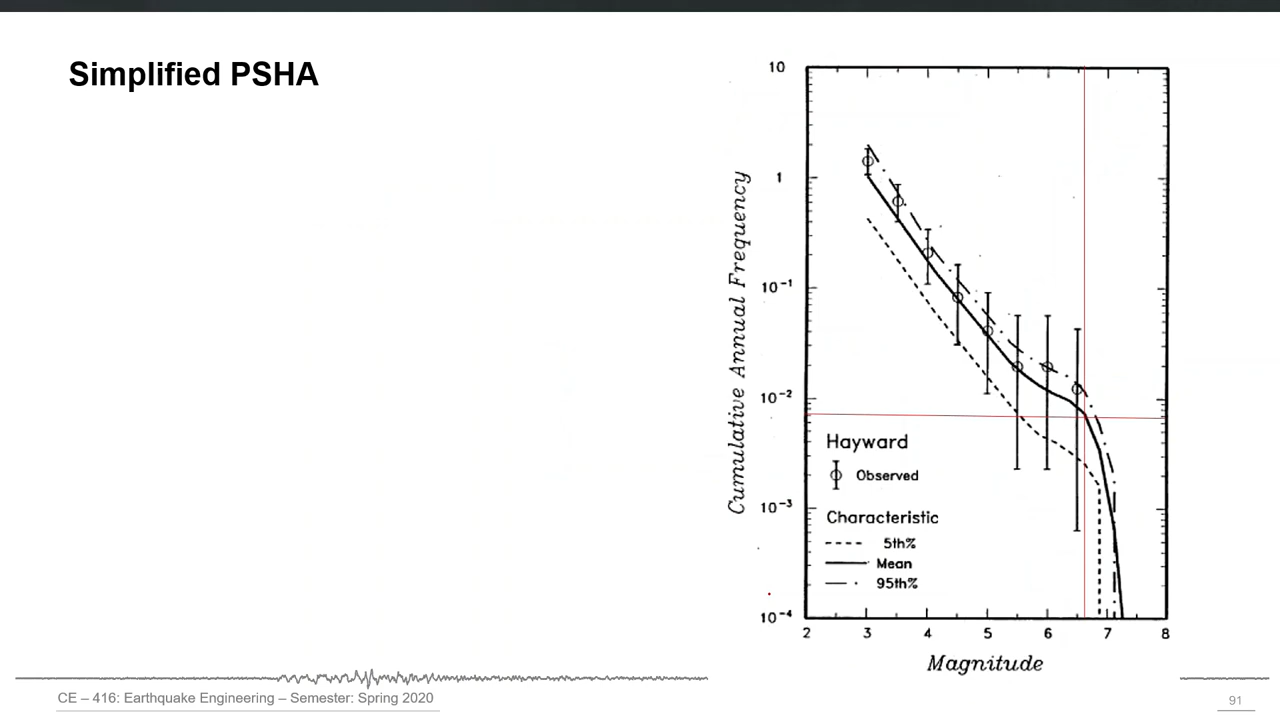 Simplified PSHA
10
1
10⁻¹
10⁻²
10⁻³
10⁻⁴
Cumulative Annual Frequency
Hayward
Observed
Characteristic
5th%
Mean
95th%
2 3 4 5 6 7 8
Magnitude
CE – 416: Earthquake Engineering – Semester: Spring 2020
91